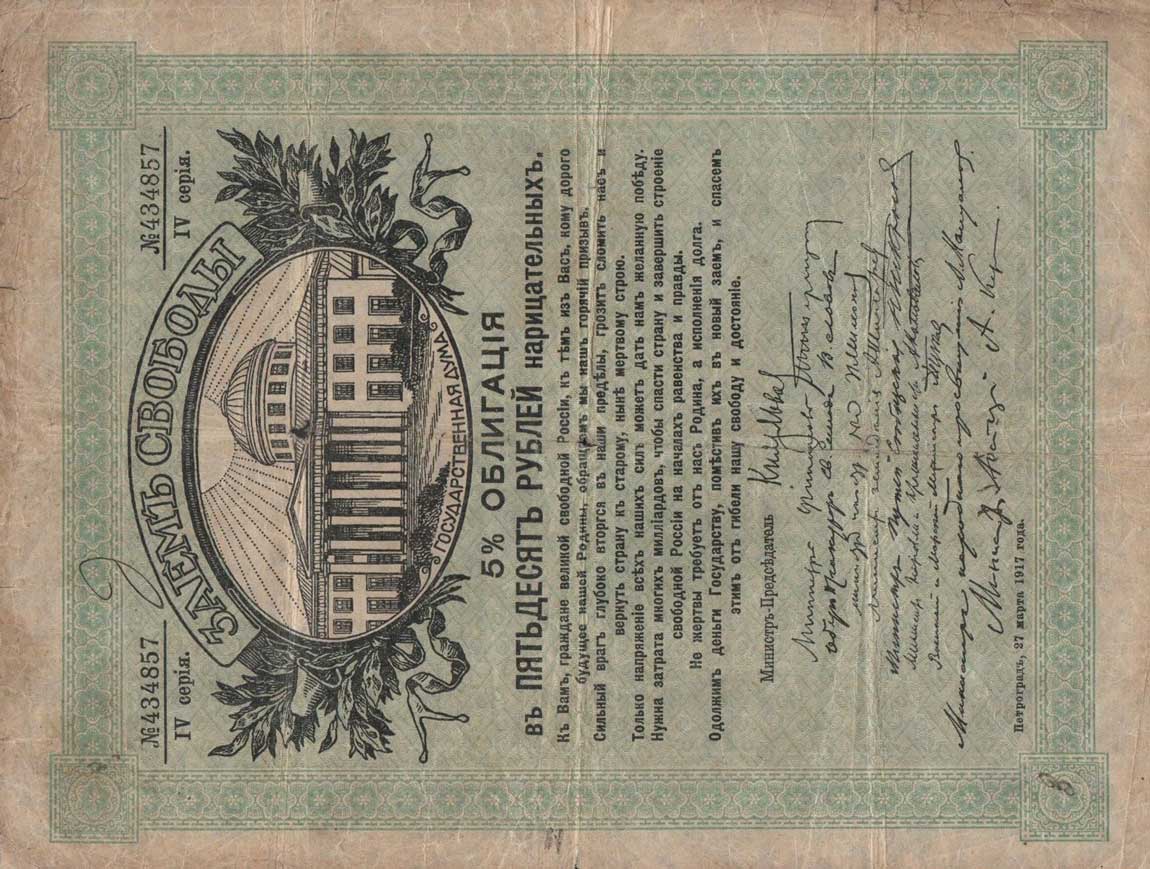 №434857 №434857
IV серія. IV серія.
ЗАЕМЪ СВОБОДЫ
ГОСУДАРСТВЕННАЯ ДУМА
5% ОБЛИГАЦІЯ
въ ПЯТЬДЕСЯТЪ РУБЛЕЙ нарицательныхъ.
Къ Вамъ, граждане великой свободной Россіи, къ тѣмъ изъ Васъ, кому дорого
будущее нашей Родины, обращаемъ мы нашъ горячій призывъ.
Сильный врагъ глубоко вторгся въ наши предѣлы, грозитъ сломить насъ и
вернуть страну къ старому, нынѣ мертвому строю.
Только напряженіе всѣхъ нашихъ силъ можетъ дать намъ желанную побѣду.
Нужна затрата многихъ милліардовъ, чтобы спасти страну и завершить строеніе
свободной Россіи на началахъ равенства и правды.
Не жертвы требуетъ отъ насъ Родина, а исполненія долга.
Одолжимъ деньги Государству, помѣстивъ ихъ въ новый заемъ, и спасемъ
этимъ отъ гибели нашу свободу и достояніе.
Министръ-Предсѣдатель Кн. Львов
Петроградъ, 27 марта 1917 года.